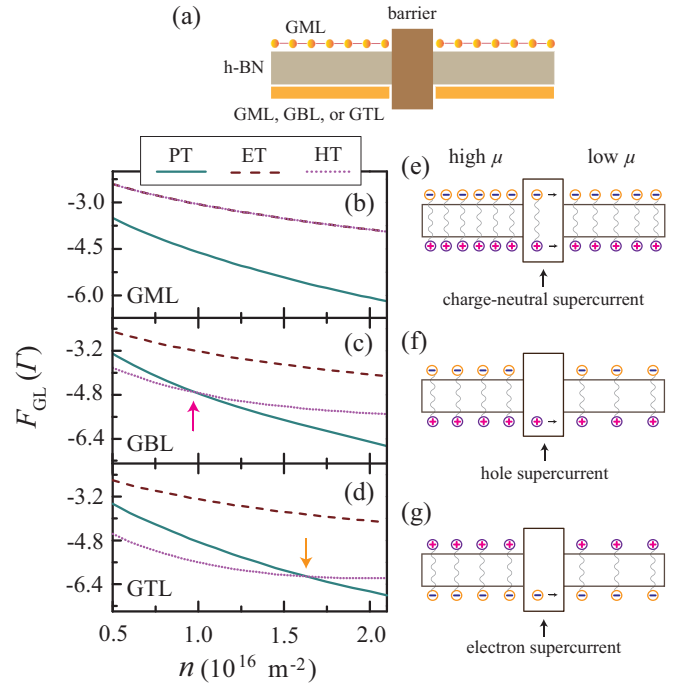 (a)
barrier
GML
h-BN
GML, GBL, or GTL
PT ET HT
(b)
-3.0
-4.5
-6.0
GML
(c)
-3.2
-4.8
-6.4
GBL
(d)
-3.2
-4.8
-6.4
GTL
F_GL (Γ)
0.5 1.0 1.5 2.0
n (10^16 m^-2)
(e)
high μ low μ
charge-neutral supercurrent
(f)
hole supercurrent
(g)
electron supercurrent